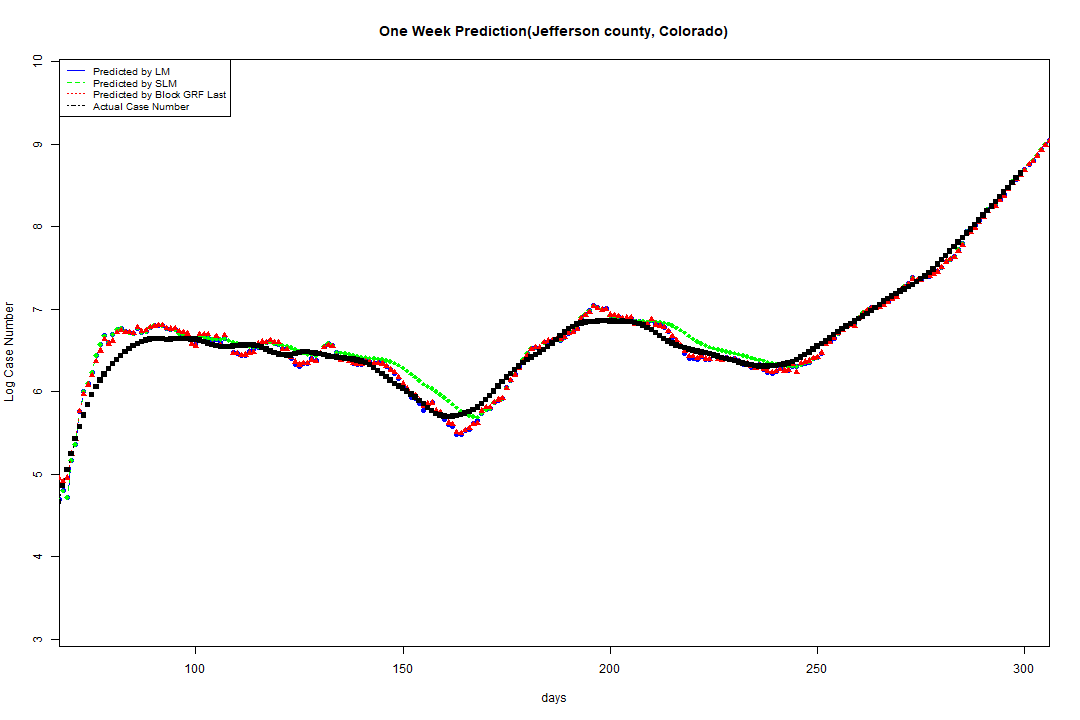 One Week Prediction(Jefferson county, Colorado)
Predicted by LM
Predicted by SLM
Predicted by Block GRF Last
Actual Case Number
Log Case Number
10
9
8
7
6
5
4
3
100 150 200 250 300
days